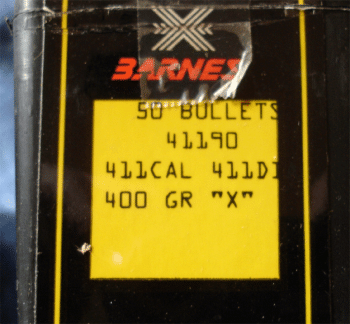 BARNES
50 BULLETS
41190
411CAL 411DI
400 GR "X"